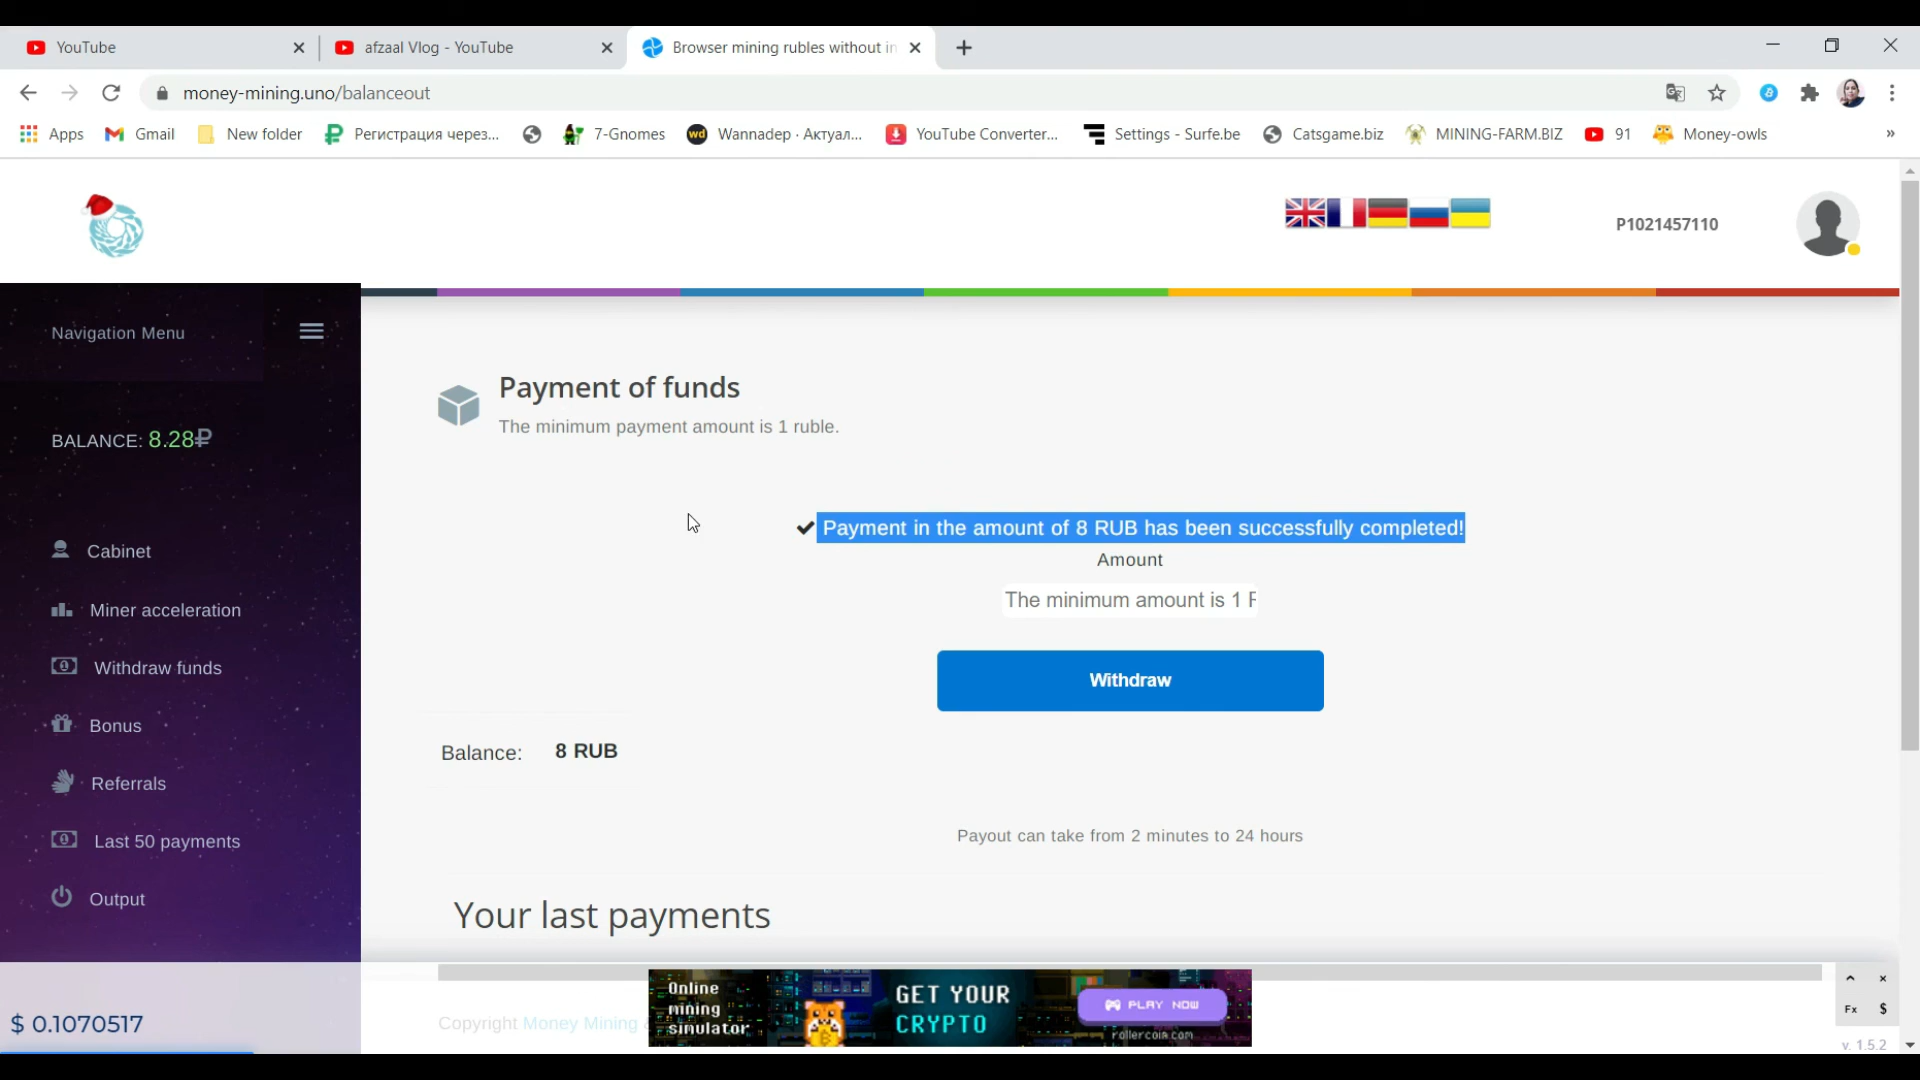 YouTube
afzaal Vlog - YouTube
Browser mining rubles without in
money-mining.uno/balanceout
Apps
Gmail
New folder
Регистрация через...
7-Gnomes
Wannadep · Актуал...
YouTube Converter...
Settings - Surfe.be
Catsgame.biz
MINING-FARM.BIZ
91
Money-owls
»
P1021457110
Navigation Menu
BALANCE: 8.28₽
Cabinet
Miner acceleration
Withdraw funds
Bonus
Referrals
Last 50 payments
Output
$ 0.1070517
Payment of funds
The minimum payment amount is 1 ruble.
Payment in the amount of 8 RUB has been successfully completed!
Amount
The minimum amount is 1 R
Withdraw
Balance: 8 RUB
Payout can take from 2 minutes to 24 hours
Your last payments
Copyright Money Mining
Online
mining
simulator
GET YOUR
CRYPTO
PLAY NOW
rollercoin.com
Fx $
v. 1.5.2